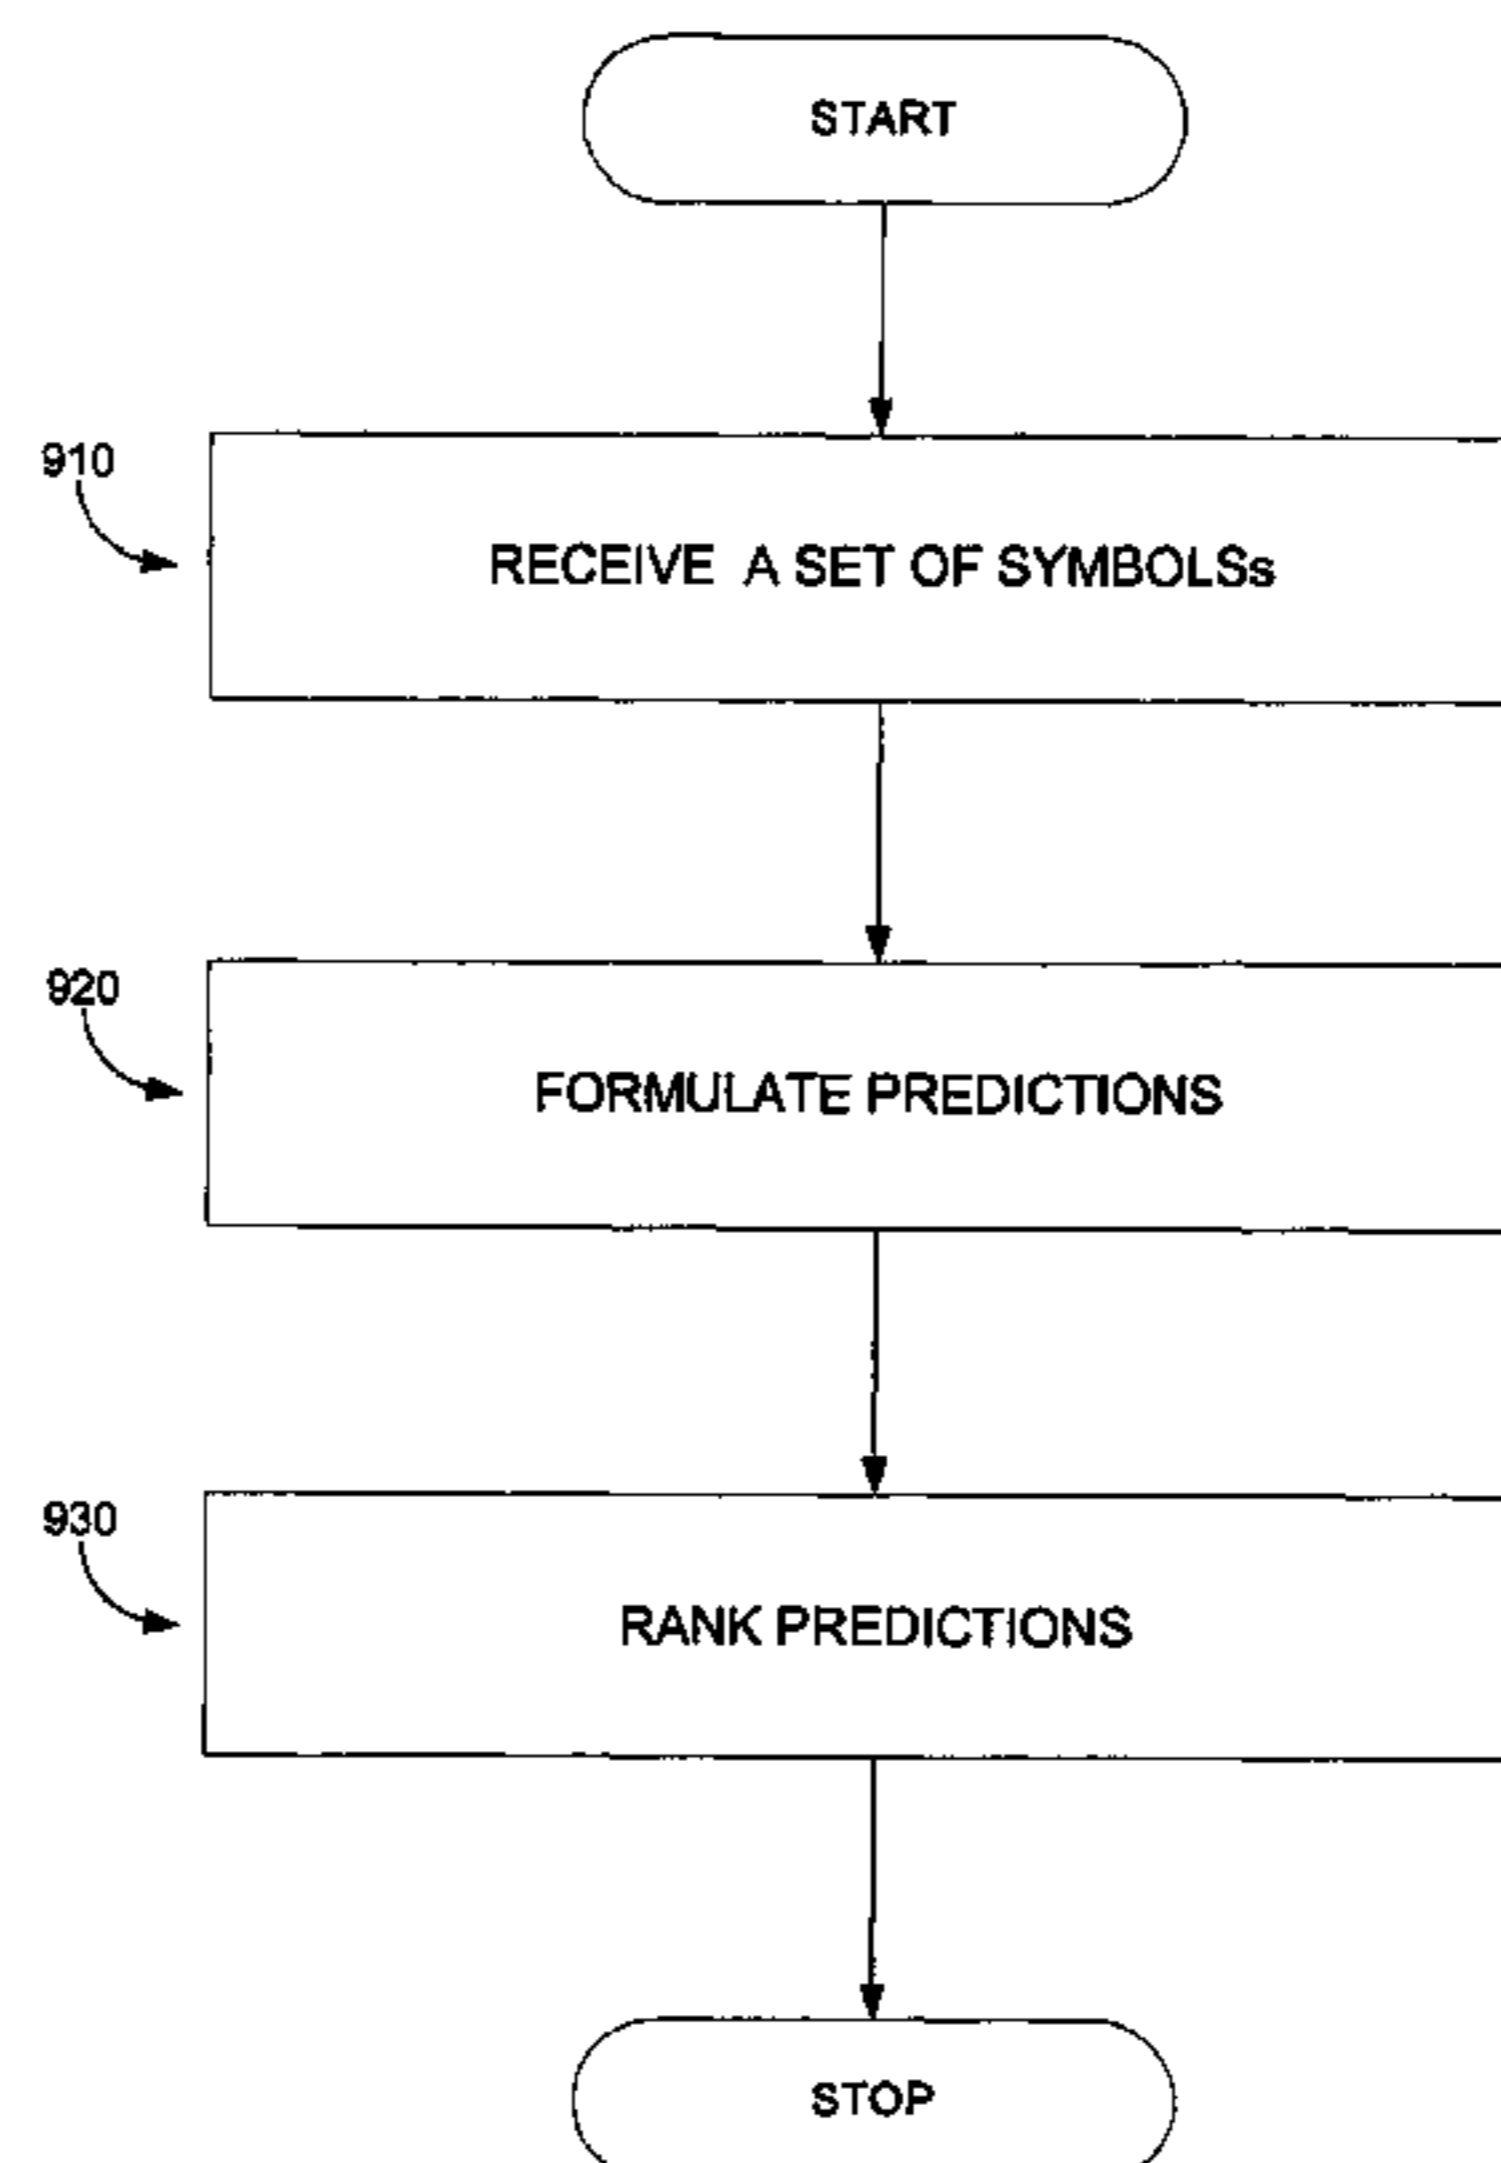 START
910
RECEIVE A SET OF SYMBOLSs
920
FORMULATE PREDICTIONS
930
RANK PREDICTIONS
STOP